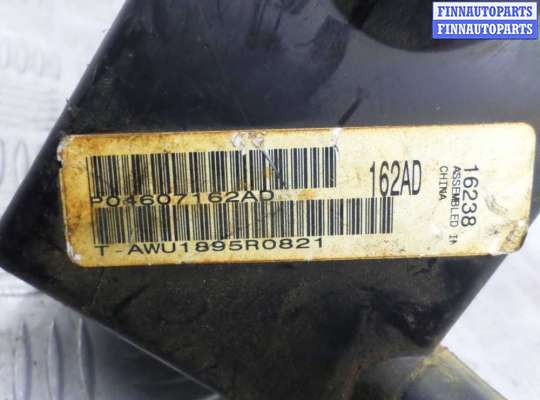 FINNAUTOPARTS
FINNAUTOPARTS
P04607162AD
162AD
T-AWU1895R0821
16238
ASSEMBLED IN
CHINA